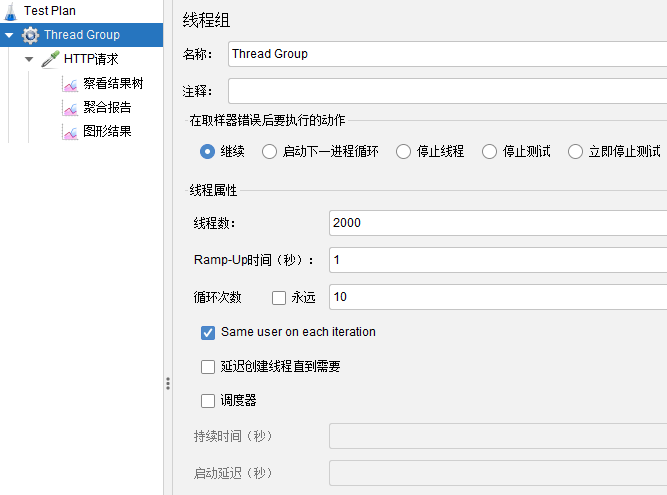 Test Plan
Thread Group
HTTP请求
察看结果树
聚合报告
图形结果
线程组
名称： Thread Group
注释：
在取样器错误后要执行的动作
继续 启动下一进程循环 停止线程 停止测试 立即停止测试
线程属性
线程数： 2000
Ramp-Up时间（秒）： 1
循环次数 永远 10
Same user on each iteration
延迟创建线程直到需要
调度器
持续时间（秒）
启动延迟（秒）